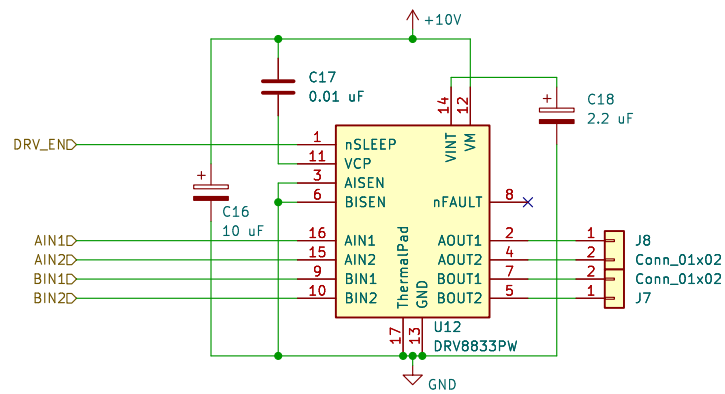 +10V
C17
0.01 uF
14
12
+
C18
2.2 uF
VINT
VM
DRV_EN
1
nSLEEP
11
VCP
3
AISEN
6
BISEN
nFAULT
8
+
C16
10 uF
AIN1
16
AIN1
AOUT1
2
1
J8
AIN2
15
AIN2
AOUT2
4
2
Conn_01x02
BIN1
9
BIN1
BOUT1
7
2
Conn_01x02
BIN2
10
BIN2
BOUT2
5
1
J7
ThermalPad
GND
17
13
U12
DRV8833PW
GND